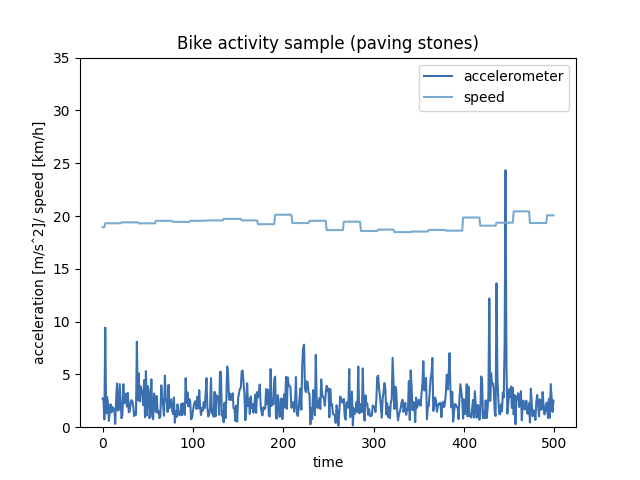 Bike activity sample (paving stones)
accelerometer
speed
acceleration [m/s^2]/ speed [km/h]
35
30
25
20
15
10
5
0
0 100 200 300 400 500
time